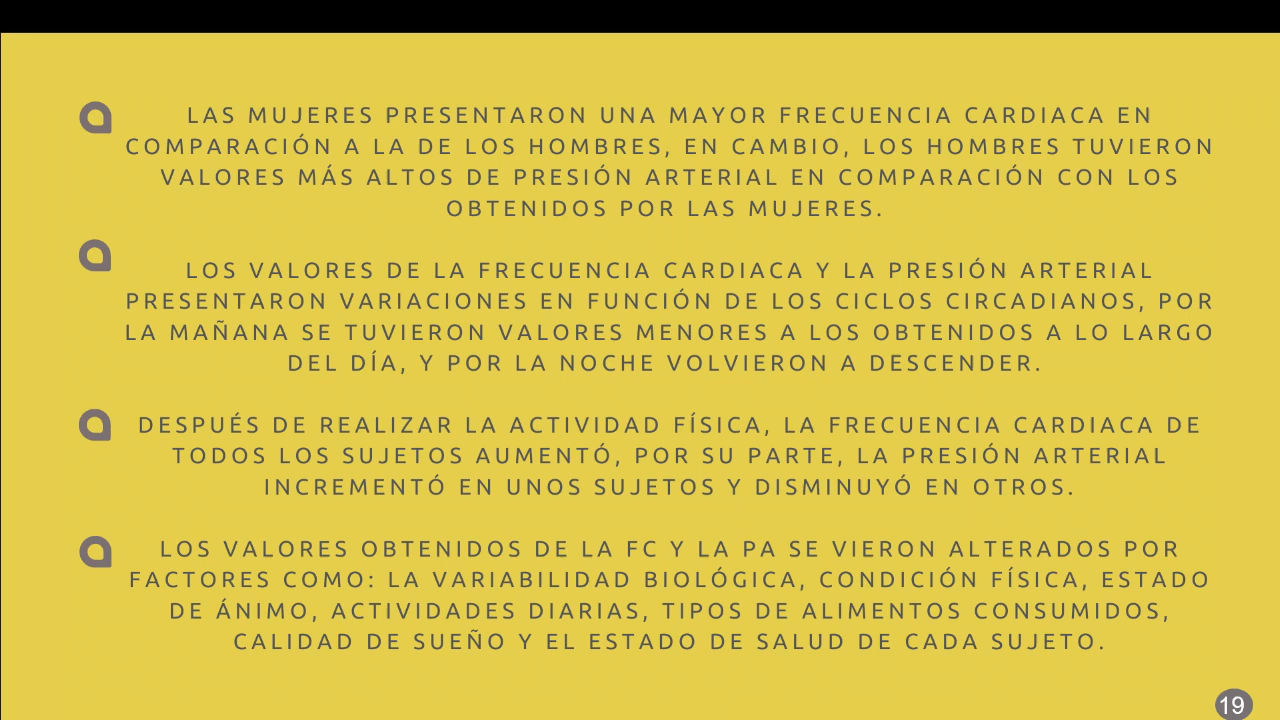 LAS MUJERES PRESENTARON UNA MAYOR FRECUENCIA CARDIACA EN
COMPARACIÓN A LA DE LOS HOMBRES, EN CAMBIO, LOS HOMBRES TUVIERON
VALORES MÁS ALTOS DE PRESIÓN ARTERIAL EN COMPARACIÓN CON LOS
OBTENIDOS POR LAS MUJERES.
LOS VALORES DE LA FRECUENCIA CARDIACA Y LA PRESIÓN ARTERIAL
PRESENTARON VARIACIONES EN FUNCIÓN DE LOS CICLOS CIRCADIANOS, POR
LA MAÑANA SE TUVIERON VALORES MENORES A LOS OBTENIDOS A LO LARGO
DEL DÍA, Y POR LA NOCHE VOLVIERON A DESCENDER.
DESPUÉS DE REALIZAR LA ACTIVIDAD FÍSICA, LA FRECUENCIA CARDIACA DE
TODOS LOS SUJETOS AUMENTÓ, POR SU PARTE, LA PRESIÓN ARTERIAL
INCREMENTÓ EN UNOS SUJETOS Y DISMINUYÓ EN OTROS.
LOS VALORES OBTENIDOS DE LA FC Y LA PA SE VIERON ALTERADOS POR
FACTORES COMO: LA VARIABILIDAD BIOLÓGICA, CONDICIÓN FÍSICA, ESTADO
DE ÁNIMO, ACTIVIDADES DIARIAS, TIPOS DE ALIMENTOS CONSUMIDOS,
CALIDAD DE SUEÑO Y EL ESTADO DE SALUD DE CADA SUJETO.
19